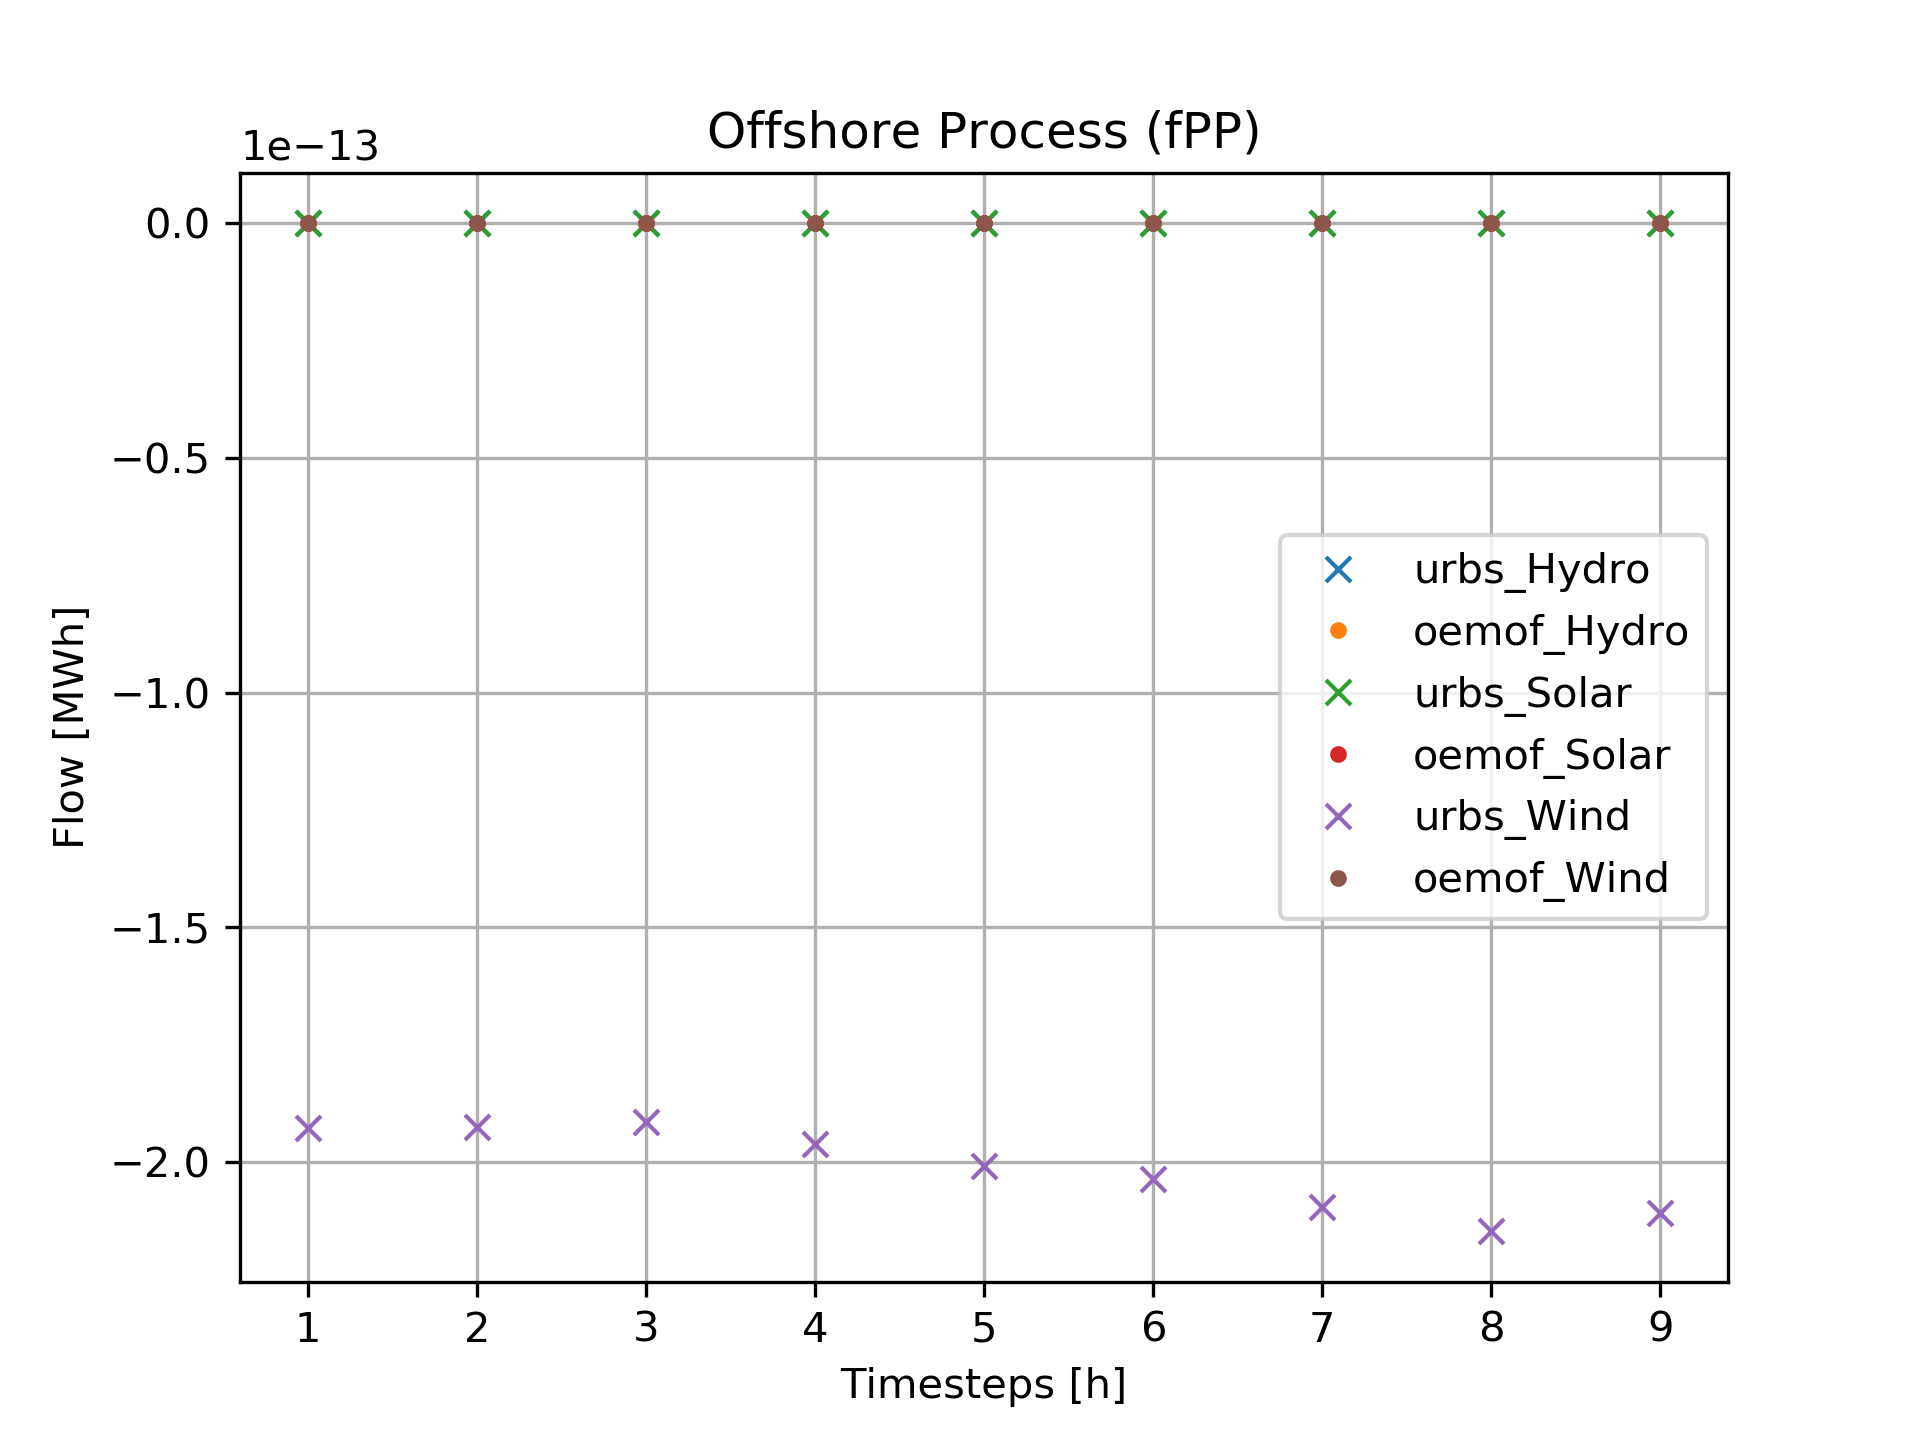 Offshore Process (fPP)
1e−13
0.0
−0.5
−1.0
−1.5
−2.0
Flow [MWh]
urbs_Hydro
oemof_Hydro
urbs_Solar
oemof_Solar
urbs_Wind
oemof_Wind
1 2 3 4 5 6 7 8 9
Timesteps [h]